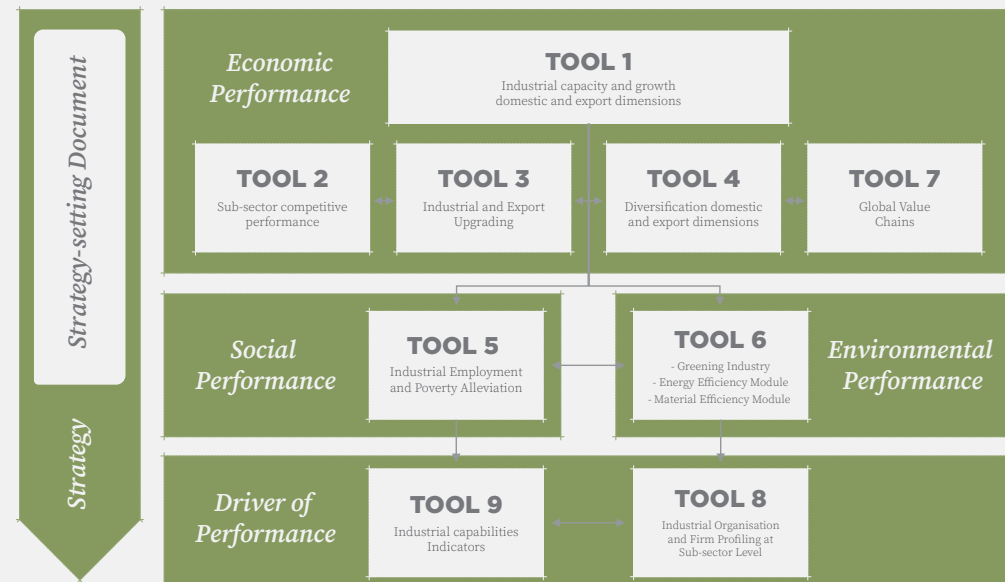 Strategy-setting Document
Strategy
Economic
Performance
TOOL 1
Industrial capacity and growth
domestic and export dimensions
TOOL 2
Sub-sector competitive
performance
TOOL 3
Industrial and Export
Upgrading
TOOL 4
Diversification domestic
and export dimensions
TOOL 7
Global Value
Chains
Social
Performance
TOOL 5
Industrial Employment
and Poverty Alleviation
TOOL 6
- Greening Industry
- Energy Efficiency Module
- Material Efficiency Module
Environmental
Performance
Driver of
Performance
TOOL 9
Industrial capabilities
Indicators
TOOL 8
Industrial Organisation
and Firm Profiling at
Sub-sector Level